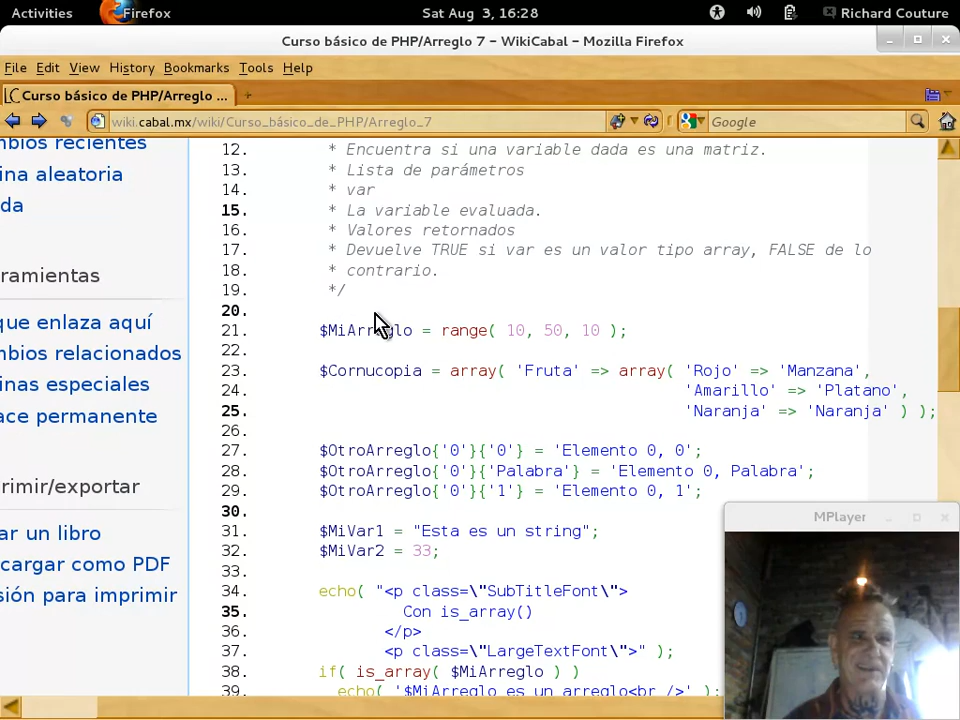 Activities Firefox Sat Aug 3, 16:28 Richard Couture
Curso básico de PHP/Arreglo 7 - WikiCabal - Mozilla Firefox
File Edit View History Bookmarks Tools Help
Curso básico de PHP/Arreglo ...
wiki.cabal.mx/wiki/Curso_básico_de_PHP/Arreglo_7 Google
mbios recientes
ina aleatoria
da
ramientas
que enlaza aquí
mbios relacionados
inas especiales
ace permanente
rimir/exportar
ar un libro
cargar como PDF
sión para imprimir
12. * Encuentra si una variable dada es una matriz.
13. * Lista de parámetros
14. * var
15. * La variable evaluada.
16. * Valores retornados
17. * Devuelve TRUE si var es un valor tipo array, FALSE de lo
18. * contrario.
19. */
20.
21. $MiArreglo = range( 10, 50, 10 );
22.
23. $Cornucopia = array( 'Fruta' => array( 'Rojo' => 'Manzana',
24. 'Amarillo' => 'Platano',
25. 'Naranja' => 'Naranja' ) );
26.
27. $OtroArreglo{'0'}{'0'} = 'Elemento 0, 0';
28. $OtroArreglo{'0'}{'Palabra'} = 'Elemento 0, Palabra';
29. $OtroArreglo{'0'}{'1'} = 'Elemento 0, 1';
30.
31. $MiVar1 = "Esta es un string";
32. $MiVar2 = 33;
33.
34. echo( "<p class=\"SubTitleFont\">
35. Con is_array()
36. </p>
37. <p class=\"LargeTextFont\">" );
38. if( is_array( $MiArreglo ) )
39. echo( '$MiArreglo es un arreglo<br />' );
MPlayer